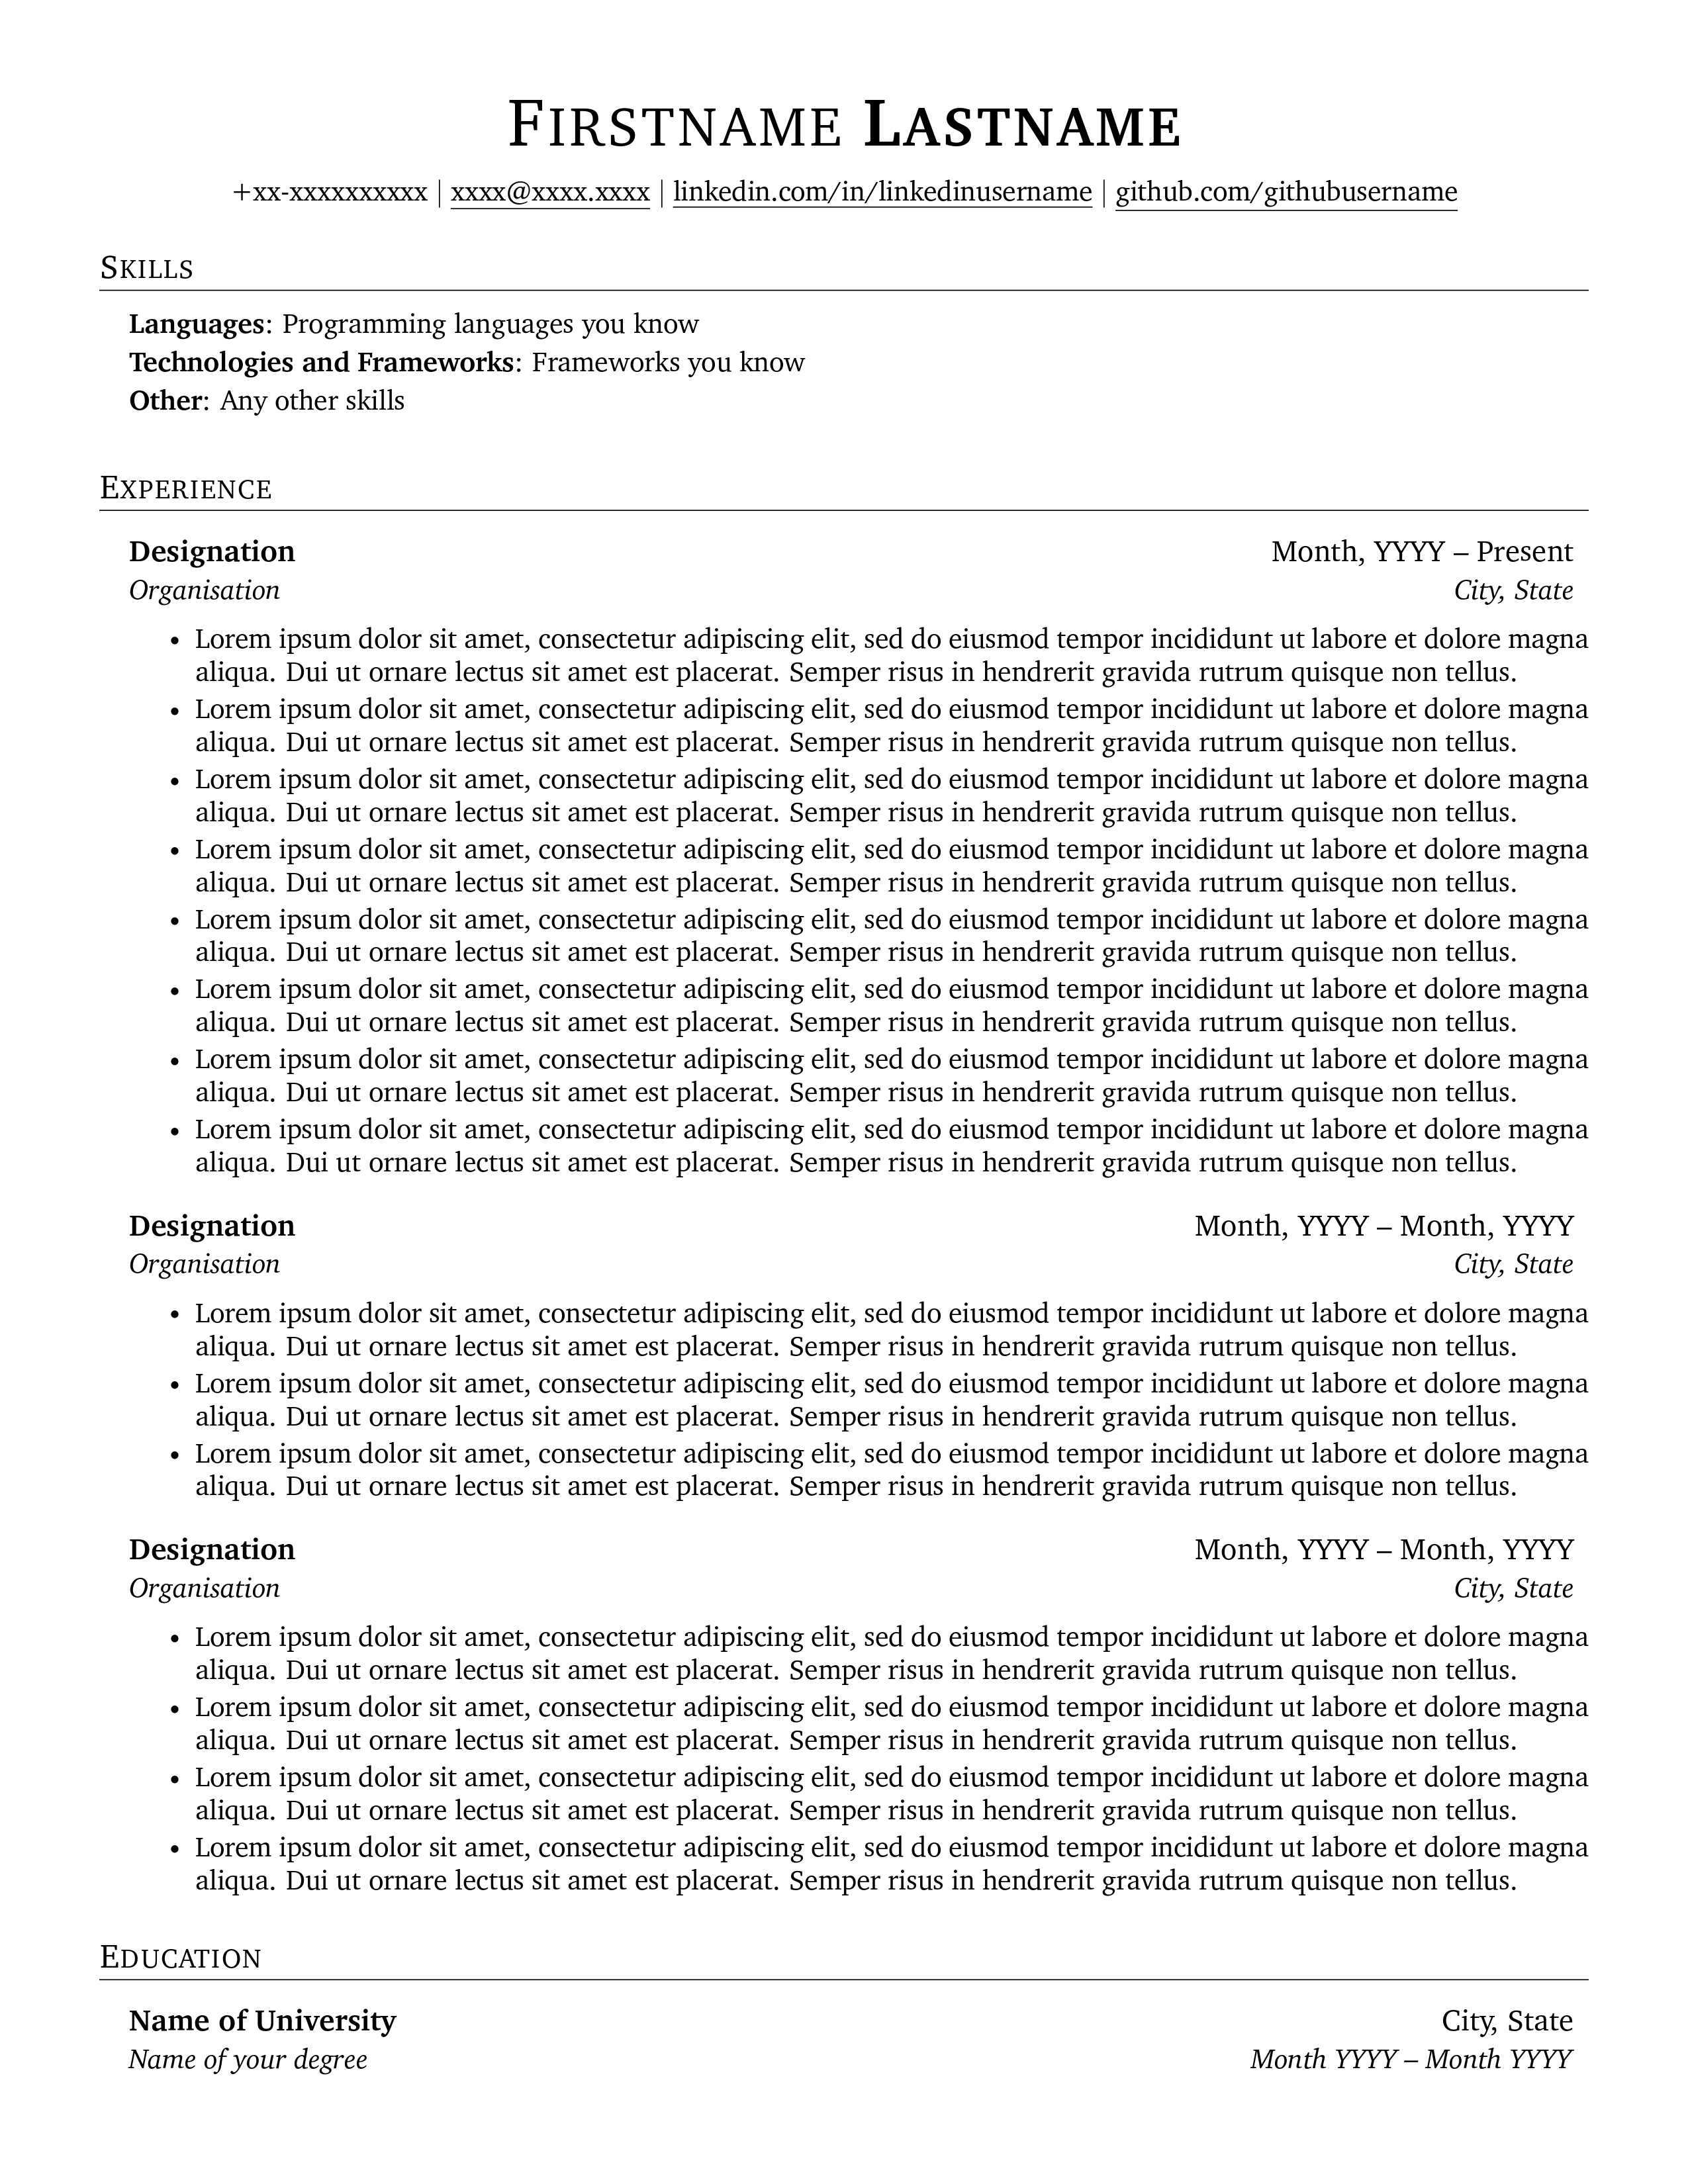 Firstname Lastname
+xx-xxxxxxxxxx | xxxx@xxxx.xxxx | linkedin.com/in/linkedinusername | github.com/githubusername
Skills
Languages: Programming languages you know
Technologies and Frameworks: Frameworks you know
Other: Any other skills
Experience
Designation Month, YYYY – Present
Organisation City, State
• Lorem ipsum dolor sit amet, consectetur adipiscing elit, sed do eiusmod tempor incididunt ut labore et dolore magna
aliqua. Dui ut ornare lectus sit amet est placerat. Semper risus in hendrerit gravida rutrum quisque non tellus.
• Lorem ipsum dolor sit amet, consectetur adipiscing elit, sed do eiusmod tempor incididunt ut labore et dolore magna
aliqua. Dui ut ornare lectus sit amet est placerat. Semper risus in hendrerit gravida rutrum quisque non tellus.
• Lorem ipsum dolor sit amet, consectetur adipiscing elit, sed do eiusmod tempor incididunt ut labore et dolore magna
aliqua. Dui ut ornare lectus sit amet est placerat. Semper risus in hendrerit gravida rutrum quisque non tellus.
• Lorem ipsum dolor sit amet, consectetur adipiscing elit, sed do eiusmod tempor incididunt ut labore et dolore magna
aliqua. Dui ut ornare lectus sit amet est placerat. Semper risus in hendrerit gravida rutrum quisque non tellus.
• Lorem ipsum dolor sit amet, consectetur adipiscing elit, sed do eiusmod tempor incididunt ut labore et dolore magna
aliqua. Dui ut ornare lectus sit amet est placerat. Semper risus in hendrerit gravida rutrum quisque non tellus.
• Lorem ipsum dolor sit amet, consectetur adipiscing elit, sed do eiusmod tempor incididunt ut labore et dolore magna
aliqua. Dui ut ornare lectus sit amet est placerat. Semper risus in hendrerit gravida rutrum quisque non tellus.
• Lorem ipsum dolor sit amet, consectetur adipiscing elit, sed do eiusmod tempor incididunt ut labore et dolore magna
aliqua. Dui ut ornare lectus sit amet est placerat. Semper risus in hendrerit gravida rutrum quisque non tellus.
• Lorem ipsum dolor sit amet, consectetur adipiscing elit, sed do eiusmod tempor incididunt ut labore et dolore magna
aliqua. Dui ut ornare lectus sit amet est placerat. Semper risus in hendrerit gravida rutrum quisque non tellus.
Designation Month, YYYY – Month, YYYY
Organisation City, State
• Lorem ipsum dolor sit amet, consectetur adipiscing elit, sed do eiusmod tempor incididunt ut labore et dolore magna
aliqua. Dui ut ornare lectus sit amet est placerat. Semper risus in hendrerit gravida rutrum quisque non tellus.
• Lorem ipsum dolor sit amet, consectetur adipiscing elit, sed do eiusmod tempor incididunt ut labore et dolore magna
aliqua. Dui ut ornare lectus sit amet est placerat. Semper risus in hendrerit gravida rutrum quisque non tellus.
• Lorem ipsum dolor sit amet, consectetur adipiscing elit, sed do eiusmod tempor incididunt ut labore et dolore magna
aliqua. Dui ut ornare lectus sit amet est placerat. Semper risus in hendrerit gravida rutrum quisque non tellus.
Designation Month, YYYY – Month, YYYY
Organisation City, State
• Lorem ipsum dolor sit amet, consectetur adipiscing elit, sed do eiusmod tempor incididunt ut labore et dolore magna
aliqua. Dui ut ornare lectus sit amet est placerat. Semper risus in hendrerit gravida rutrum quisque non tellus.
• Lorem ipsum dolor sit amet, consectetur adipiscing elit, sed do eiusmod tempor incididunt ut labore et dolore magna
aliqua. Dui ut ornare lectus sit amet est placerat. Semper risus in hendrerit gravida rutrum quisque non tellus.
• Lorem ipsum dolor sit amet, consectetur adipiscing elit, sed do eiusmod tempor incididunt ut labore et dolore magna
aliqua. Dui ut ornare lectus sit amet est placerat. Semper risus in hendrerit gravida rutrum quisque non tellus.
• Lorem ipsum dolor sit amet, consectetur adipiscing elit, sed do eiusmod tempor incididunt ut labore et dolore magna
aliqua. Dui ut ornare lectus sit amet est placerat. Semper risus in hendrerit gravida rutrum quisque non tellus.
Education
Name of University City, State
Name of your degree Month YYYY – Month YYYY